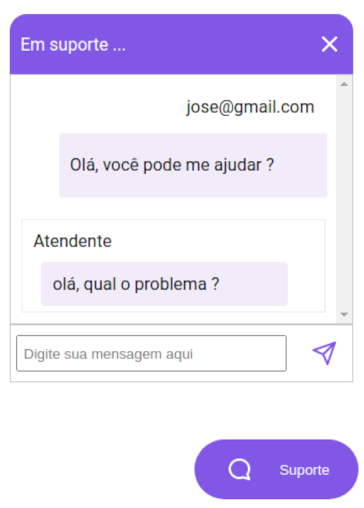 Em suporte ...
jose@gmail.com
Olá, você pode me ajudar ?
Atendente
olá, qual o problema ?
Digite sua mensagem aqui
Suporte